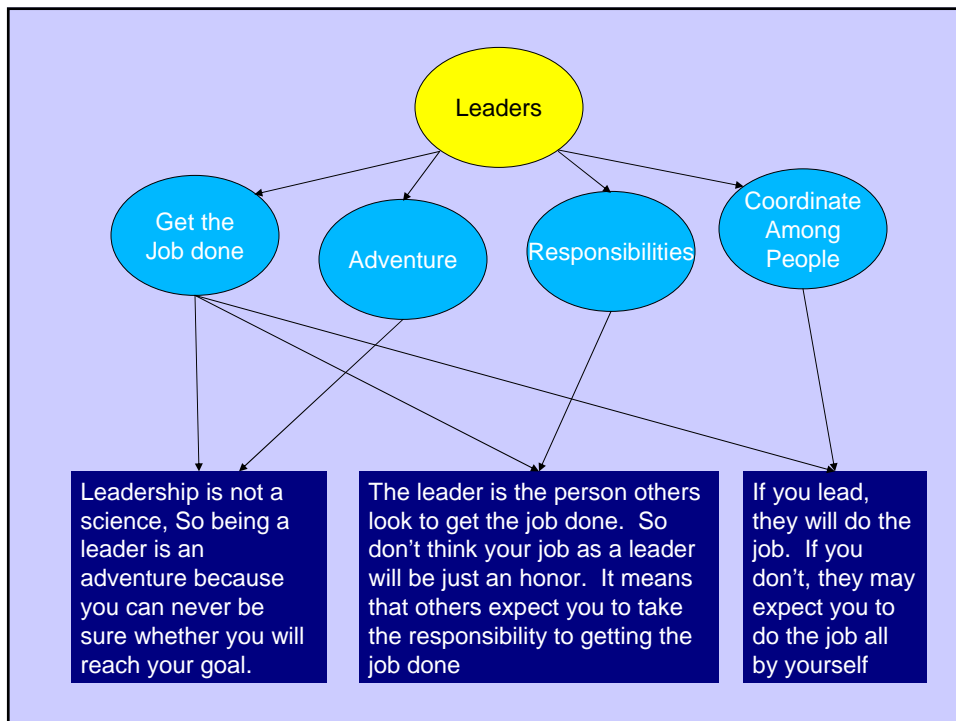 Leaders
Get the
Job done
Adventure
Responsibilities
Coordinate
Among
People
Leadership is not a
science, So being a
leader is an
adventure because
you can never be
sure whether you will
reach your goal.
The leader is the person others
look to get the job done.  So
don’t think your job as a leader
will be just an honor.  It means
that others expect you to take
the responsibility to getting the
job done
If you lead,
they will do the
job.  If you
don’t, they may
expect you to
do the job all
by yourself